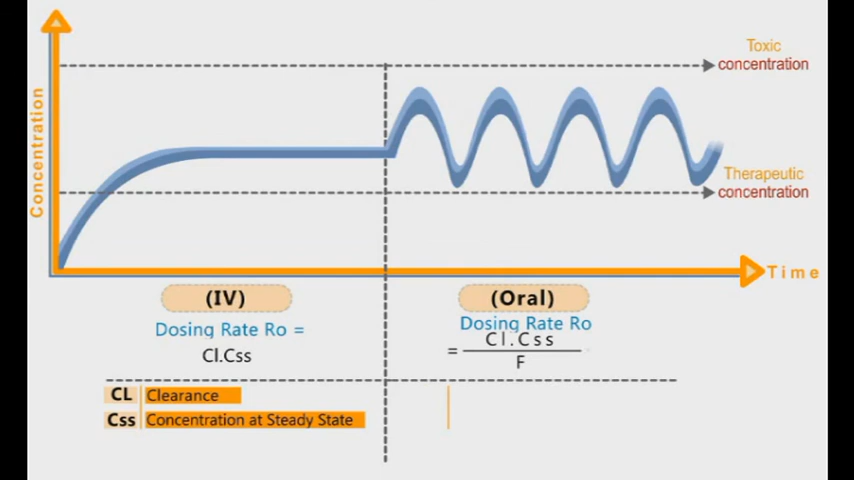 Toxic
concentration
Concentration
Therapeutic
concentration
Time
(IV)
Dosing Rate Ro =
Cl.Css
(Oral)
Dosing Rate Ro
= Cl.Css
F
CL Clearance
Css Concentration at Steady State